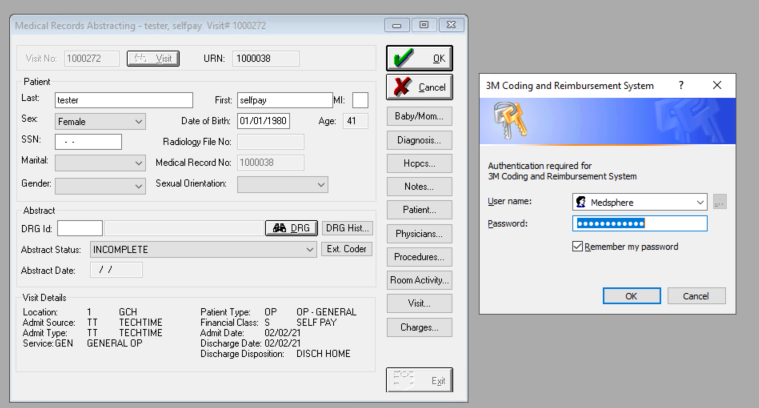 Medical Records Abstracting - tester, selfpay Visit# 1000272
Visit No: 1000272 Visit URN: 1000038
OK
Cancel
Patient
Last: tester First: selfpay MI:
Sex: Female Date of Birth: 01/01/1980 Age: 41
SSN: - - Radiology File No:
Marital: Medical Record No: 1000038
Gender: Sexual Orientation:
Abstract
DRG Id: DRG DRG Hist...
Abstract Status: INCOMPLETE Ext. Coder
Abstract Date: / /
Visit Details
Location: 1 GCH Patient Type: OP OP - GENERAL
Admit Source: TT TECHTIME Financial Class: S SELF PAY
Admit Type: TT TECHTIME Admit Date: 02/02/21
Service: GEN GENERAL OP Discharge Date: 02/02/21
Discharge Disposition: DISCH HOME
Baby/Mom...
Diagnosis...
Hcpcs...
Notes...
Patient...
Physicians...
Procedures...
Room Activity...
Visit...
Charges...
Exit
3M Coding and Reimbursement System ?
Authentication required for
3M Coding and Reimbursement System
User name: Medsphere ...
Password: ●●●●●●●●●●●●
Remember my password
OK Cancel